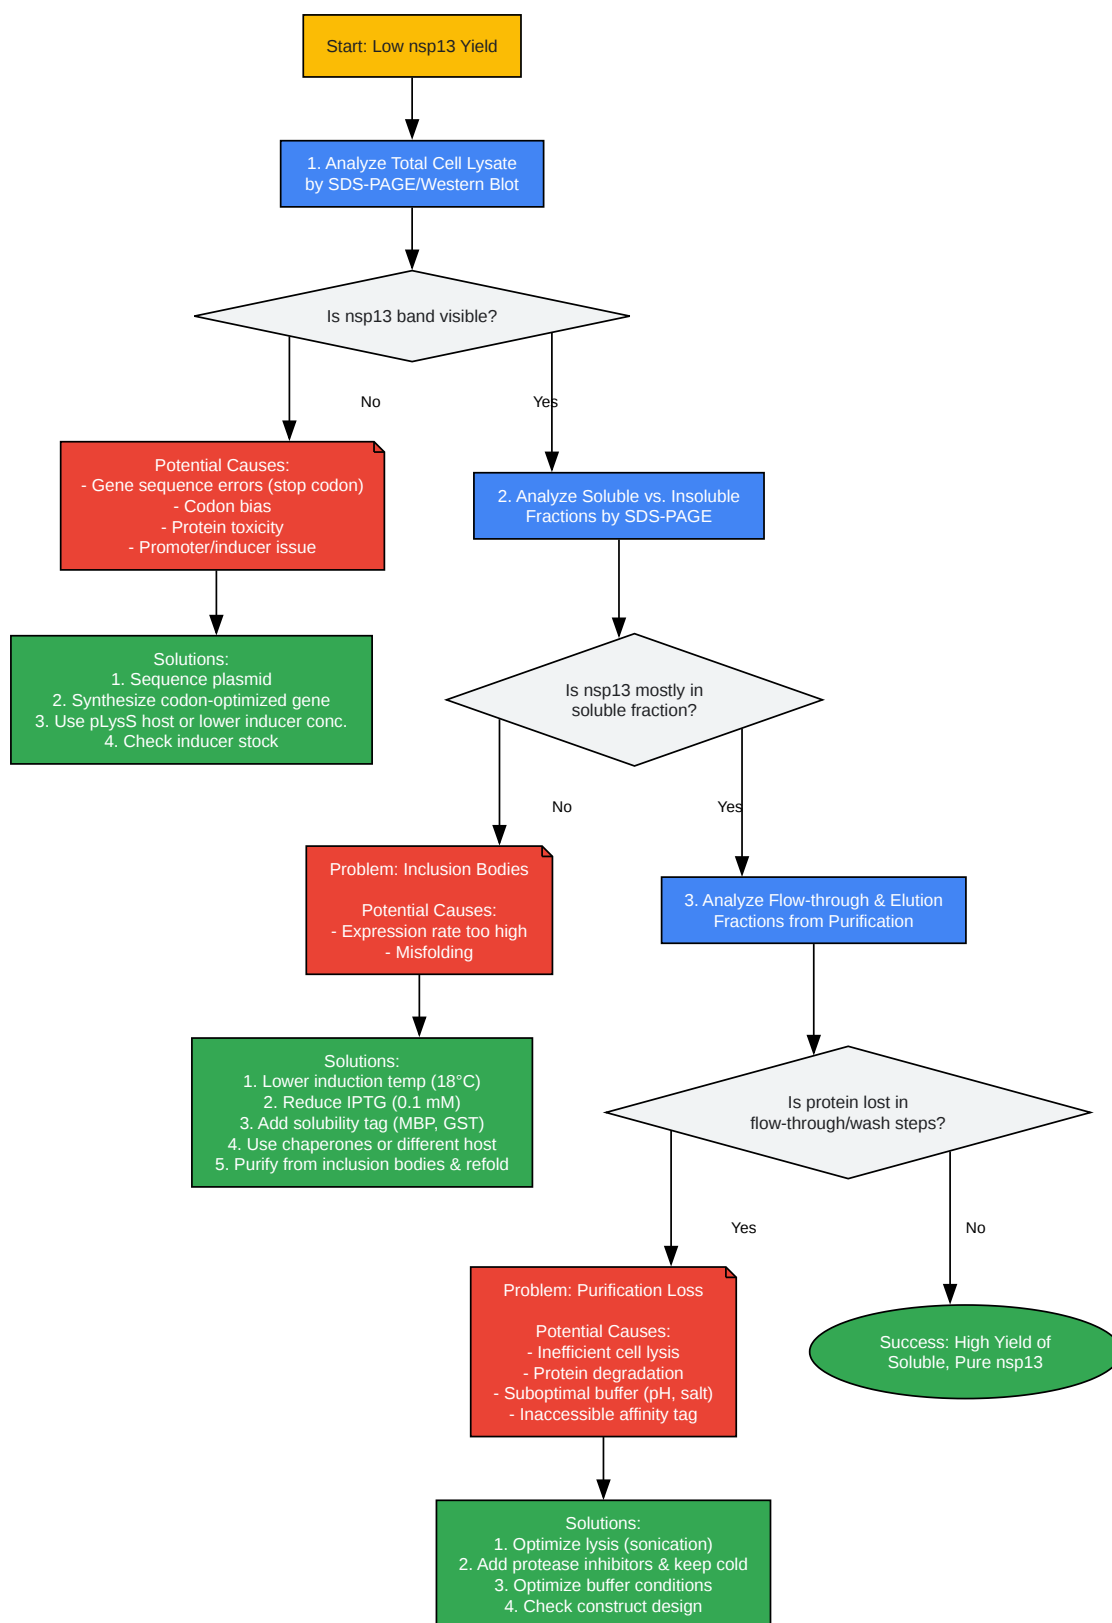 Start: Low nsp13 Yield
1. Analyze Total Cell Lysate
by SDS-PAGE/Western Blot
Is nsp13 band visible?
No
Yes
Potential Causes:
- Gene sequence errors (stop codon)
- Codon bias
- Protein toxicity
- Promoter/inducer issue
2. Analyze Soluble vs. Insoluble
Fractions by SDS-PAGE
Solutions:
1. Sequence plasmid
2. Synthesize codon-optimized gene
3. Use pLysS host or lower inducer conc.
4. Check inducer stock
Is nsp13 mostly in
soluble fraction?
No
Yes
Problem: Inclusion Bodies
Potential Causes:
- Expression rate too high
- Misfolding
3. Analyze Flow-through & Elution
Fractions from Purification
Solutions:
1. Lower induction temp (18°C)
2. Reduce IPTG (0.1 mM)
3. Add solubility tag (MBP, GST)
4. Use chaperones or different host
5. Purify from inclusion bodies & refold
Is protein lost in
flow-through/wash steps?
Yes
No
Problem: Purification Loss
Potential Causes:
- Inefficient cell lysis
- Protein degradation
- Suboptimal buffer (pH, salt)
- Inaccessible affinity tag
Success: High Yield of
Soluble, Pure nsp13
Solutions:
1. Optimize lysis (sonication)
2. Add protease inhibitors & keep cold
3. Optimize buffer conditions
4. Check construct design